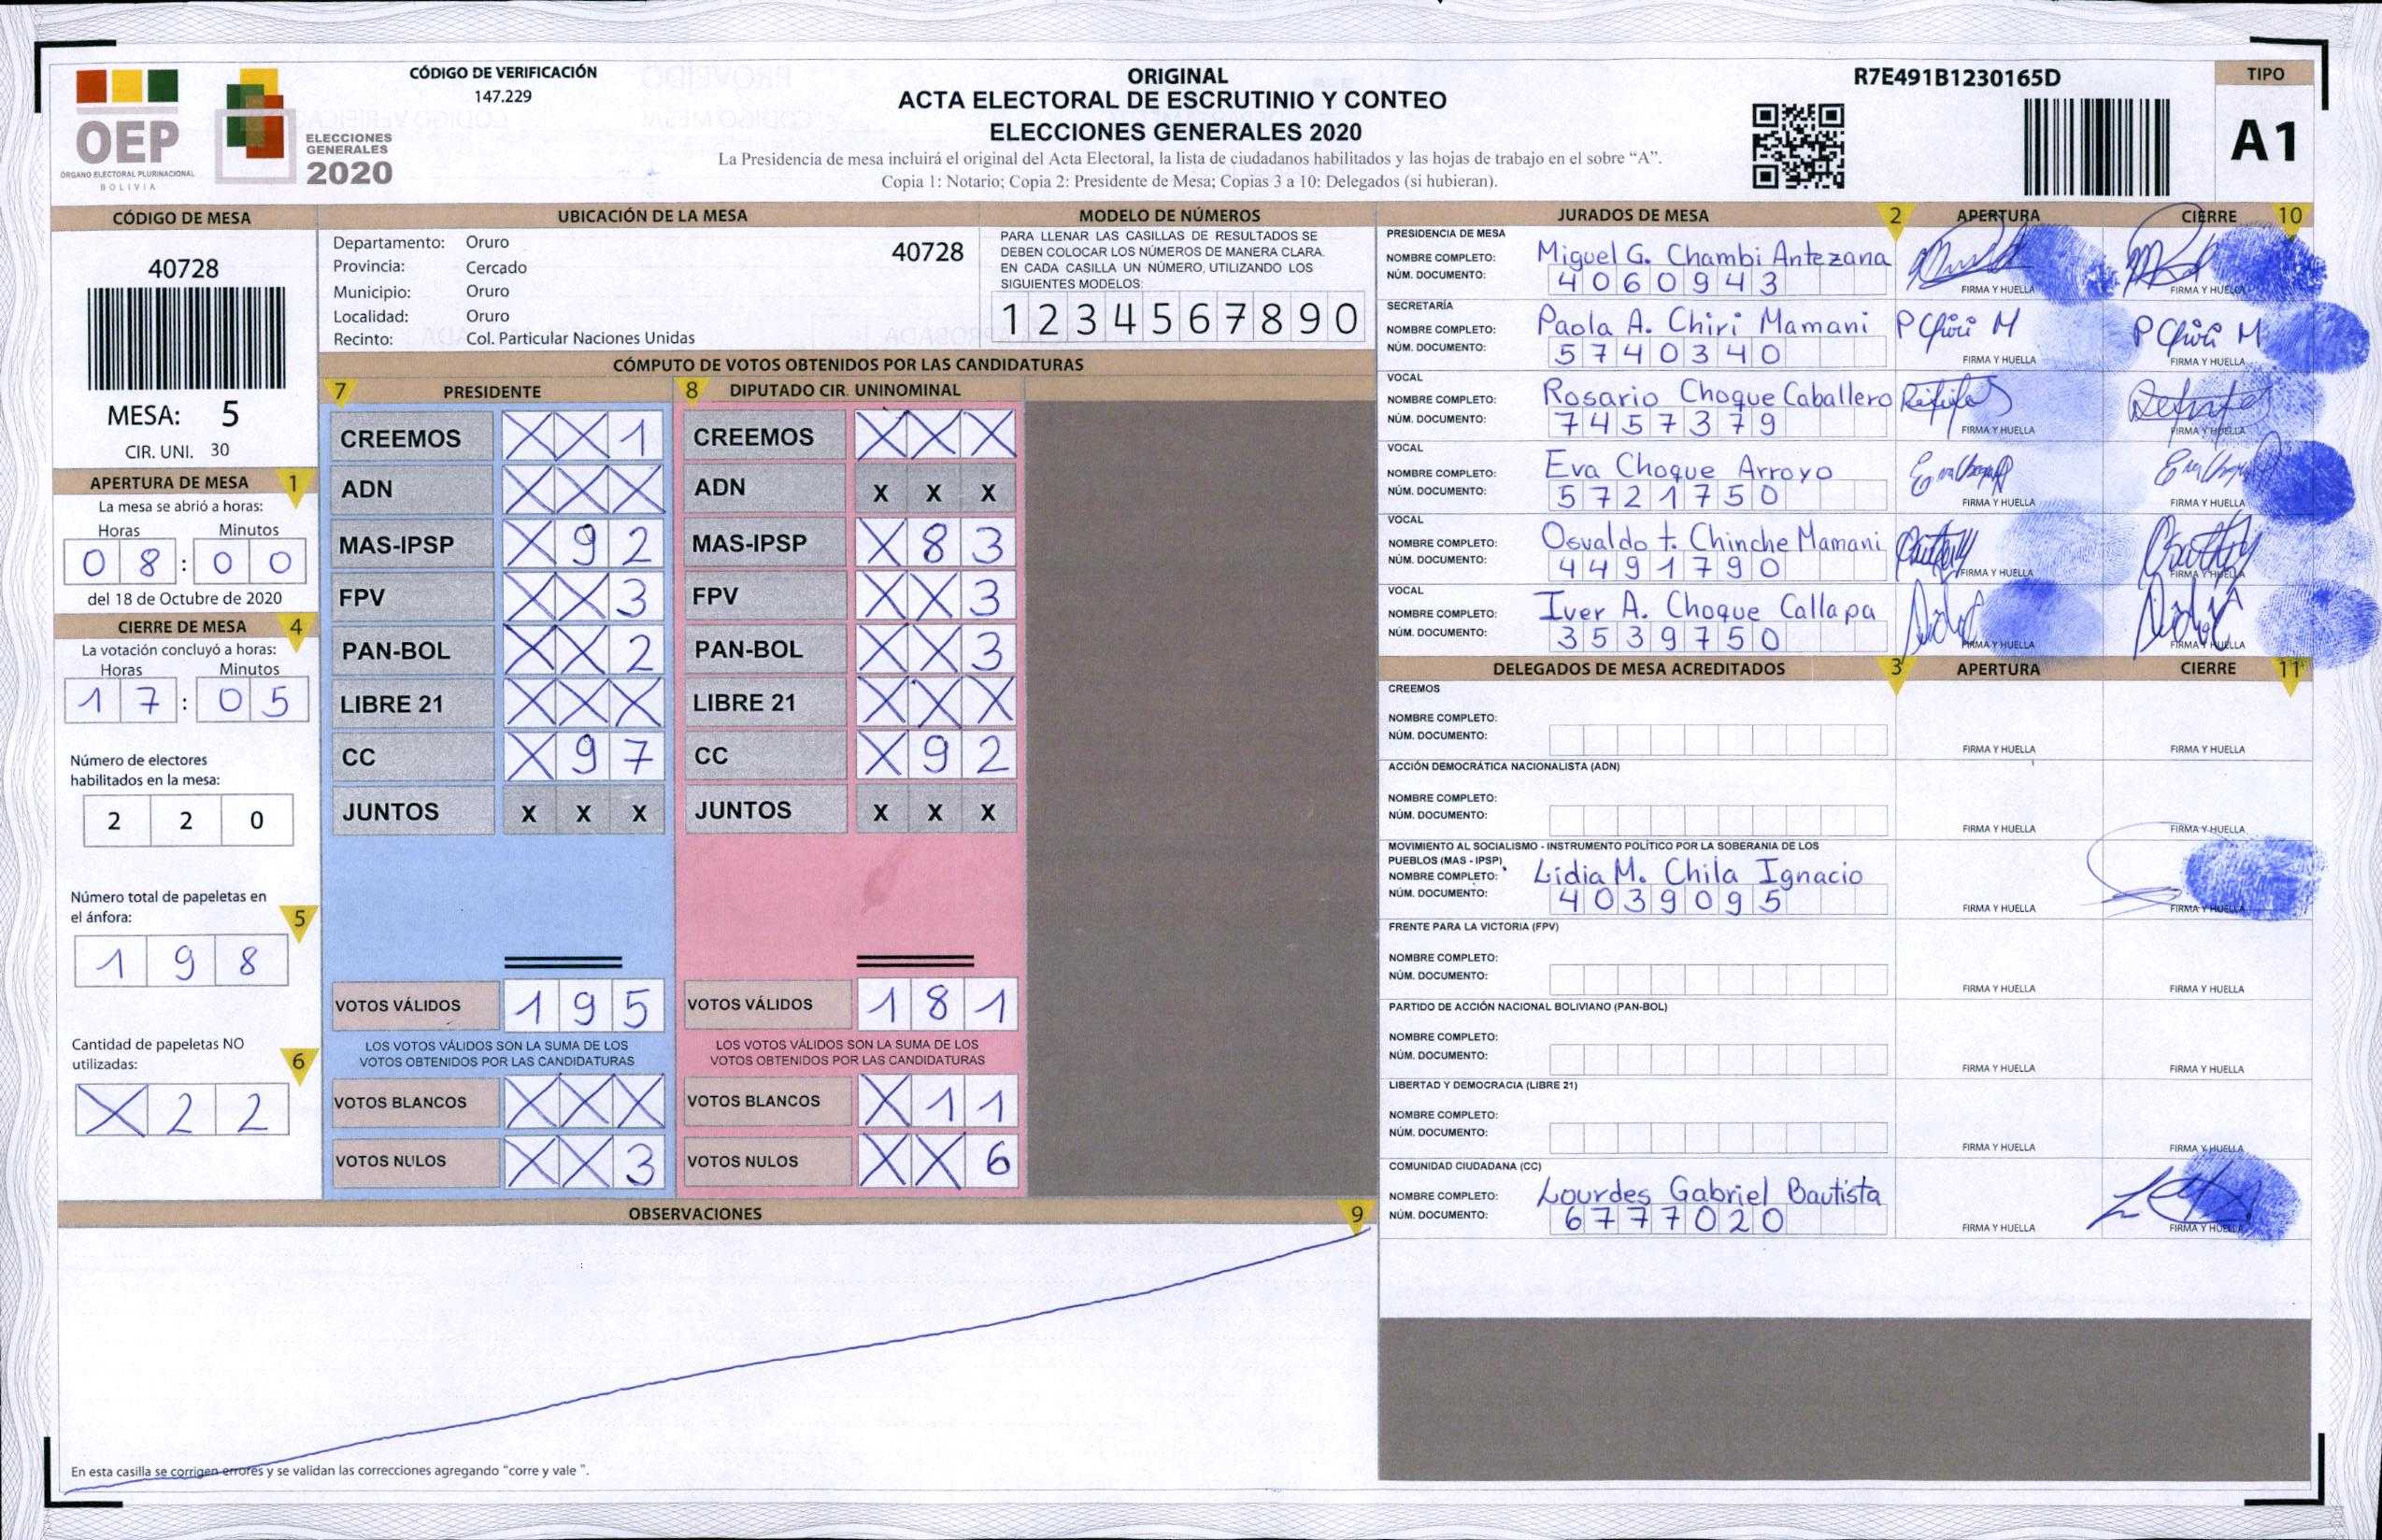 OEP
ÓRGANO ELECTORAL PLURINACIONAL
BOLIVIA
ELECCIONES
GENERALES
2020
CÓDIGO DE VERIFICACIÓN
147.229
ORIGINAL
ACTA ELECTORAL DE ESCRUTINIO Y CONTEO
ELECCIONES GENERALES 2020
La Presidencia de mesa incluirá el original del Acta Electoral, la lista de ciudadanos habilitados y las hojas de trabajo en el sobre “A”.
Copia 1: Notario; Copia 2: Presidente de Mesa; Copias 3 a 10: Delegados (si hubieran).
R7E491B1230165D
TIPO
A1
CÓDIGO DE MESA
40728
MESA: 5
CIR. UNI. 30
APERTURA DE MESA 1
La mesa se abrió a horas:
Horas Minutos
0 8 : 0 0
del 18 de Octubre de 2020
CIERRE DE MESA 4
La votación concluyó a horas:
Horas Minutos
1 7 : 0 5
Número de electores
habilitados en la mesa:
2 2 0
Número total de papeletas en
el ánfora: 5
1 9 8
Cantidad de papeletas NO
utilizadas: 6
X 2 2
UBICACIÓN DE LA MESA
Departamento: Oruro 40728
Provincia: Cercado
Municipio: Oruro
Localidad: Oruro
Recinto: Col. Particular Naciones Unidas
MODELO DE NÚMEROS
PARA LLENAR LAS CASILLAS DE RESULTADOS SE
DEBEN COLOCAR LOS NÚMEROS DE MANERA CLARA.
EN CADA CASILLA UN NÚMERO, UTILIZANDO LOS
SIGUIENTES MODELOS:
1 2 3 4 5 6 7 8 9 0
CÓMPUTO DE VOTOS OBTENIDOS POR LAS CANDIDATURAS
7 PRESIDENTE
CREEMOS X X 1
ADN X X X
MAS-IPSP X 9 2
FPV X X 3
PAN-BOL X X 2
LIBRE 21 X X X
CC X 9 7
JUNTOS X X X
VOTOS VÁLIDOS 1 9 5
LOS VOTOS VÁLIDOS SON LA SUMA DE LOS
VOTOS OBTENIDOS POR LAS CANDIDATURAS
VOTOS BLANCOS X X X
VOTOS NULOS X X 3
8 DIPUTADO CIR. UNINOMINAL
CREEMOS X X X
ADN X X X
MAS-IPSP X 8 3
FPV X X 3
PAN-BOL X X 3
LIBRE 21 X X X
CC X 9 2
JUNTOS X X X
VOTOS VÁLIDOS 1 8 1
LOS VOTOS VÁLIDOS SON LA SUMA DE LOS
VOTOS OBTENIDOS POR LAS CANDIDATURAS
VOTOS BLANCOS X 1 1
VOTOS NULOS X X 6
OBSERVACIONES 9
En esta casilla se corrigen errores y se validan las correcciones agregando “corre y vale ”.
JURADOS DE MESA 2 APERTURA CIERRE 10
PRESIDENCIA DE MESA
NOMBRE COMPLETO: Miguel G. Chambi Antezana
NÚM. DOCUMENTO: 4060943
FIRMA Y HUELLA FIRMA Y HUELLA
SECRETARÍA
NOMBRE COMPLETO: Paola A. Chiri Mamani
NÚM. DOCUMENTO: 5740340
P Chiri M P Chiri M
FIRMA Y HUELLA FIRMA Y HUELLA
VOCAL
NOMBRE COMPLETO: Rosario Choque Caballero
NÚM. DOCUMENTO: 7457379
FIRMA Y HUELLA FIRMA Y HUELLA
VOCAL
NOMBRE COMPLETO: Eva Choque Arroyo
NÚM. DOCUMENTO: 5721750
FIRMA Y HUELLA FIRMA Y HUELLA
VOCAL
NOMBRE COMPLETO: Osvaldo t. Chinche Mamani
NÚM. DOCUMENTO: 4491790
FIRMA Y HUELLA FIRMA Y HUELLA
VOCAL
NOMBRE COMPLETO: Iver A. Choque Callapa
NÚM. DOCUMENTO: 3539750
FIRMA Y HUELLA FIRMA Y HUELLA
DELEGADOS DE MESA ACREDITADOS 3 APERTURA CIERRE 11
CREEMOS
NOMBRE COMPLETO:
NÚM. DOCUMENTO:
FIRMA Y HUELLA FIRMA Y HUELLA
ACCIÓN DEMOCRÁTICA NACIONALISTA (ADN)
NOMBRE COMPLETO:
NÚM. DOCUMENTO:
FIRMA Y HUELLA FIRMA Y HUELLA
MOVIMIENTO AL SOCIALISMO - INSTRUMENTO POLÍTICO POR LA SOBERANIA DE LOS
PUEBLOS (MAS - IPSP)
NOMBRE COMPLETO: Lidia M. Chila Ignacio
NÚM. DOCUMENTO: 4039095
FIRMA Y HUELLA FIRMA Y HUELLA
FRENTE PARA LA VICTORIA (FPV)
NOMBRE COMPLETO:
NÚM. DOCUMENTO:
FIRMA Y HUELLA FIRMA Y HUELLA
PARTIDO DE ACCIÓN NACIONAL BOLIVIANO (PAN-BOL)
NOMBRE COMPLETO:
NÚM. DOCUMENTO:
FIRMA Y HUELLA FIRMA Y HUELLA
LIBERTAD Y DEMOCRACIA (LIBRE 21)
NOMBRE COMPLETO:
NÚM. DOCUMENTO:
FIRMA Y HUELLA FIRMA Y HUELLA
COMUNIDAD CIUDADANA (CC)
NOMBRE COMPLETO: Lourdes Gabriel Bautista
NÚM. DOCUMENTO: 6777020
FIRMA Y HUELLA FIRMA Y HUELLA